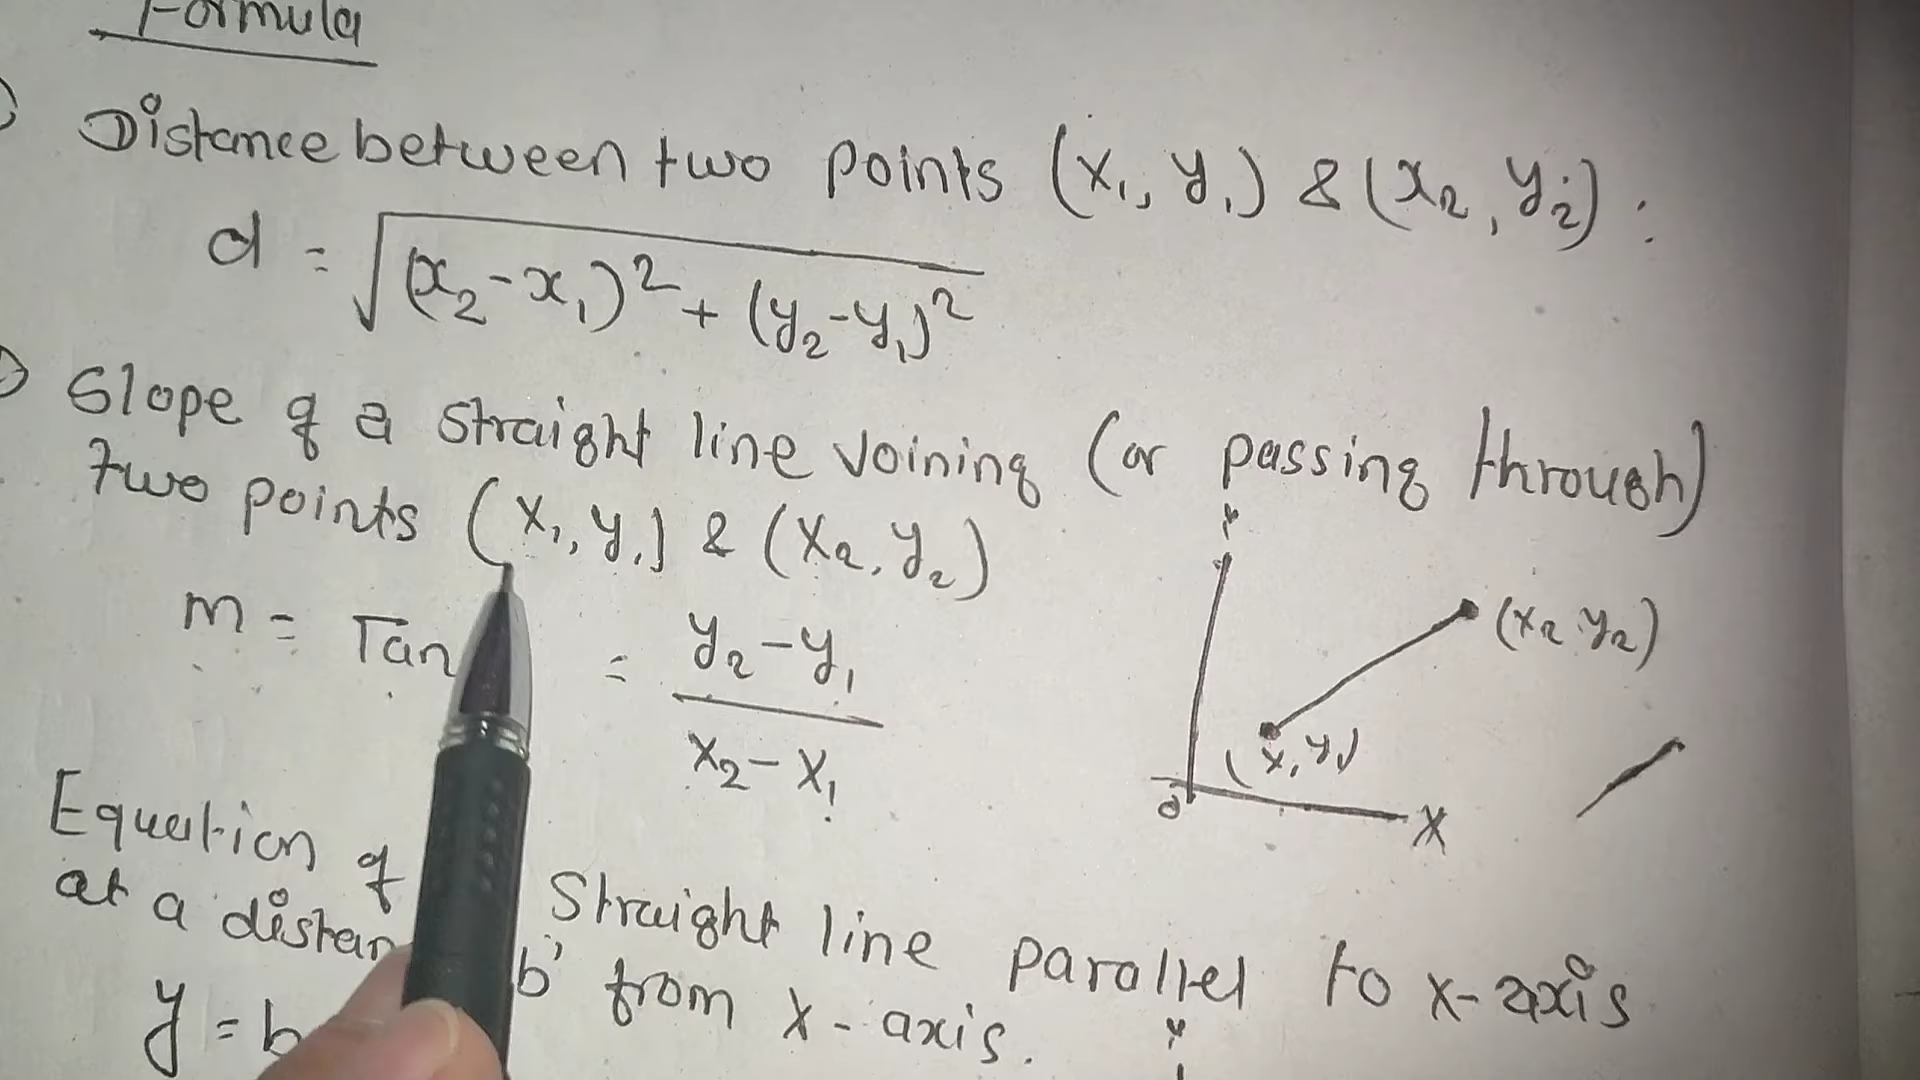 Formula
Distance between two points (x₁, y₁) & (x₂, y₂) :
d = √(x₂-x₁)² + (y₂-y₁)²
Slope of a straight line Joining (or passing through)
two points (x₁, y₁) & (x₂, y₂)
m = Tan = y₂-y₁
x₂-x₁
Y
(x₂ y₂)
(x₁ y₁)
O
X
Equation of Straight line parallel to x-axis
at a b' from x-axis.
y = b
Y